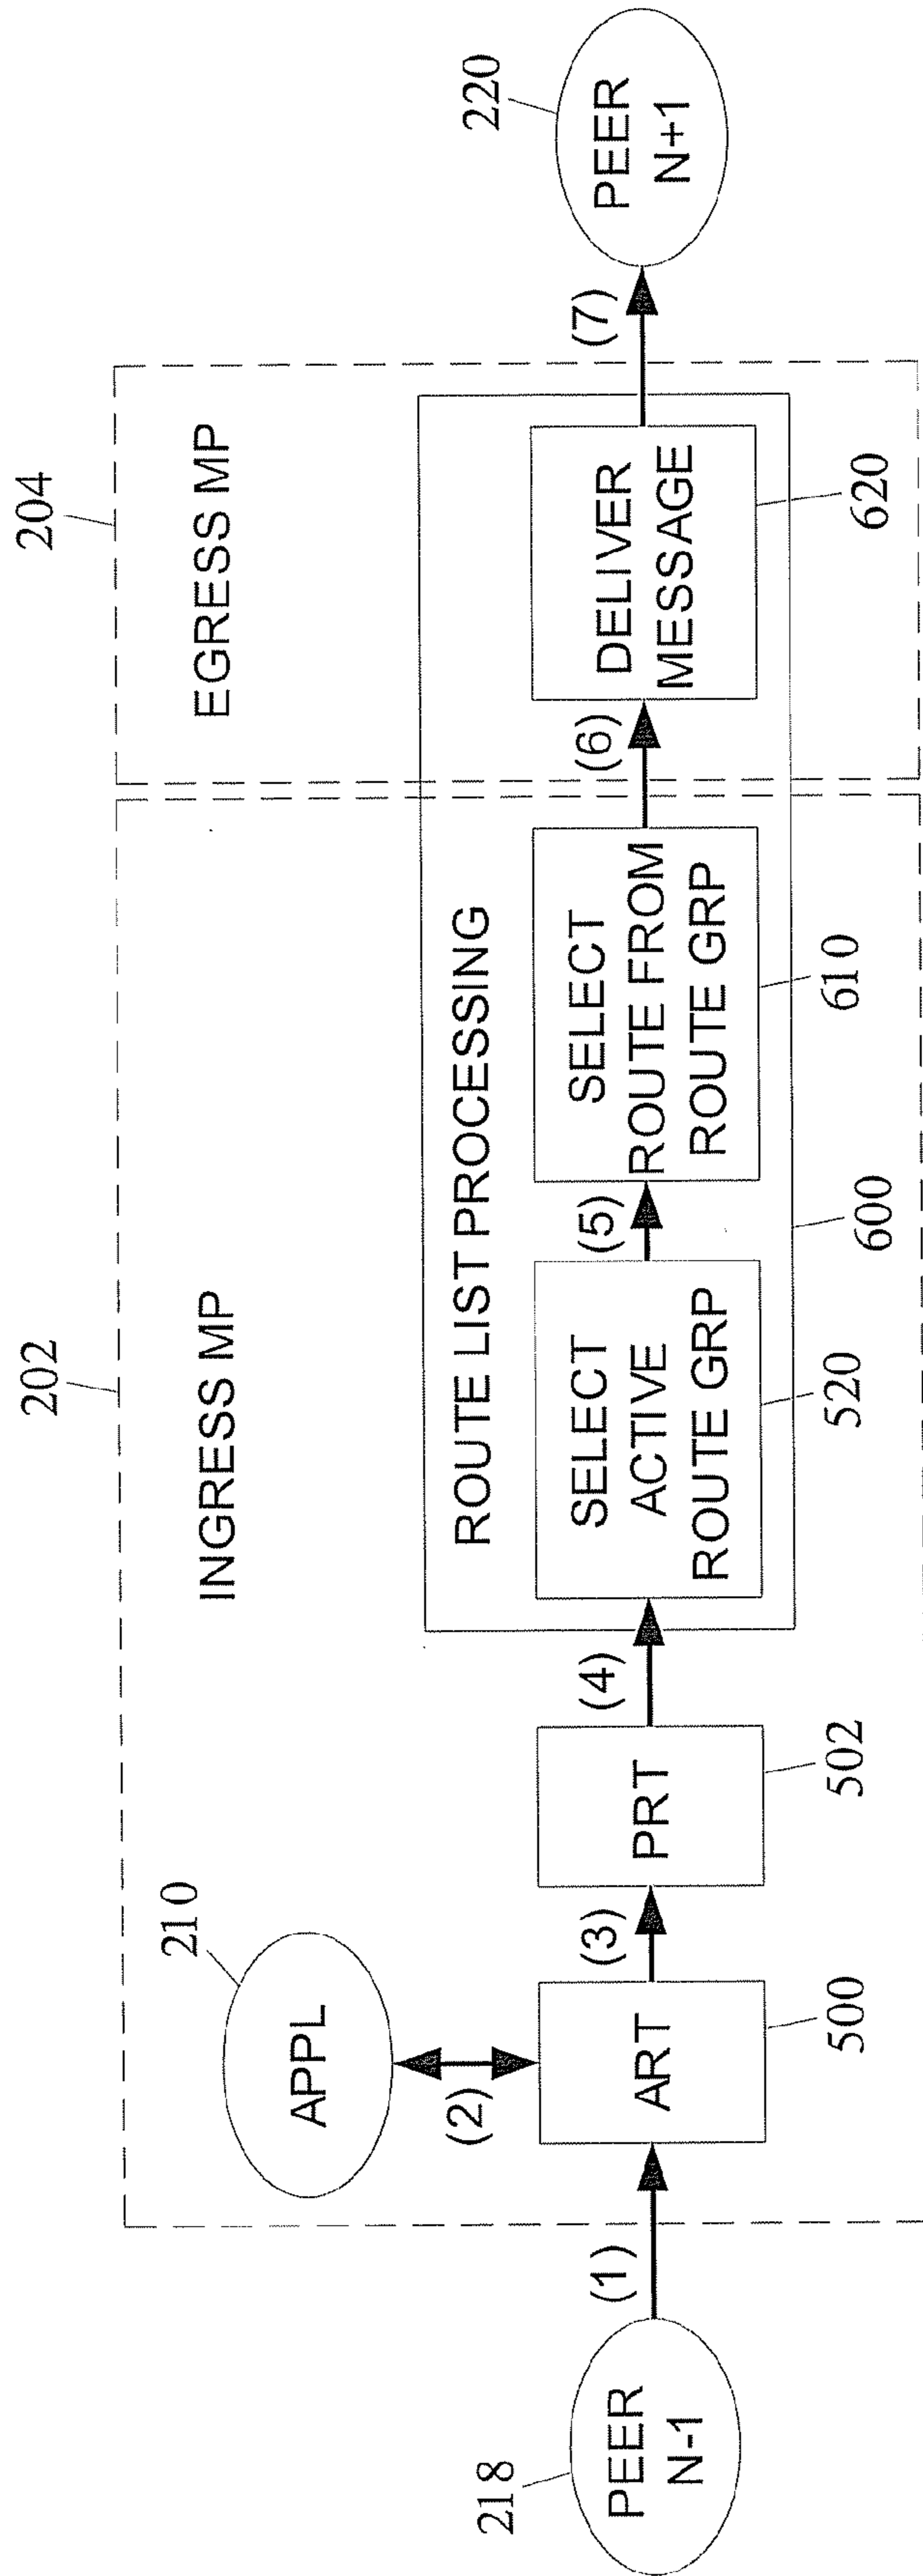 202
204
INGRESS MP
EGRESS MP
210
APPL
(2)
ROUTE LIST PROCESSING
218
PEER
N-1
(1)
ART
500
(3)
PRT
502
(4)
SELECT
ACTIVE
ROUTE GRP
520
(5)
SELECT
ROUTE FROM
ROUTE GRP
610
600
(6)
DELIVER
MESSAGE
620
(7)
PEER
N+1
220